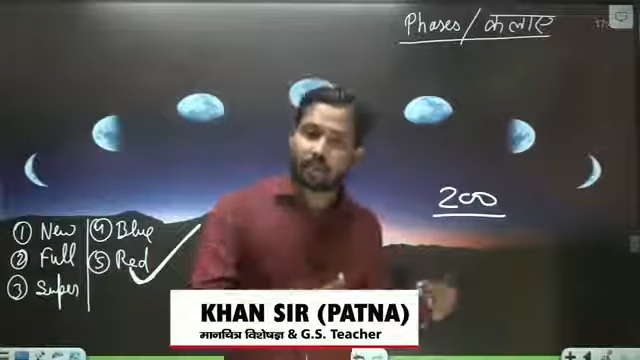 Phases / कलाएं
200
① New
② Full
③ Super
④ Blue
⑤ Red
KHAN SIR (PATNA)
मानचित्र विशेषज्ञ & G.S. Teacher